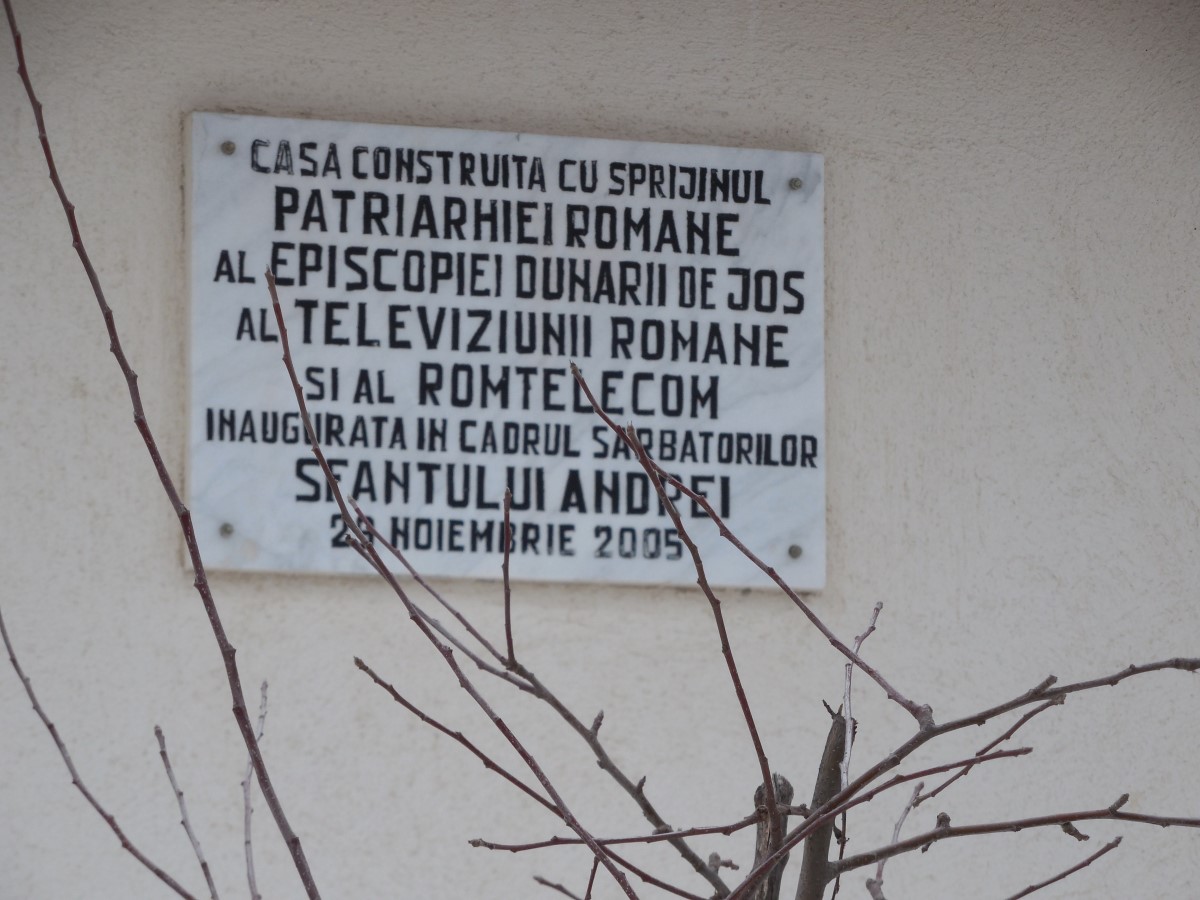 CASA CONSTRUITA CU SPRIJINUL
PATRIARHIEI ROMANE
AL EPISCOPIEI DUNARII DE JOS
AL TELEVIZIUNII ROMANE
SI AL ROMTELECOM
INAUGURATA IN CADRUL SARBATORILOR
SFANTULUI ANDREI
NOIEMBRIE 2005